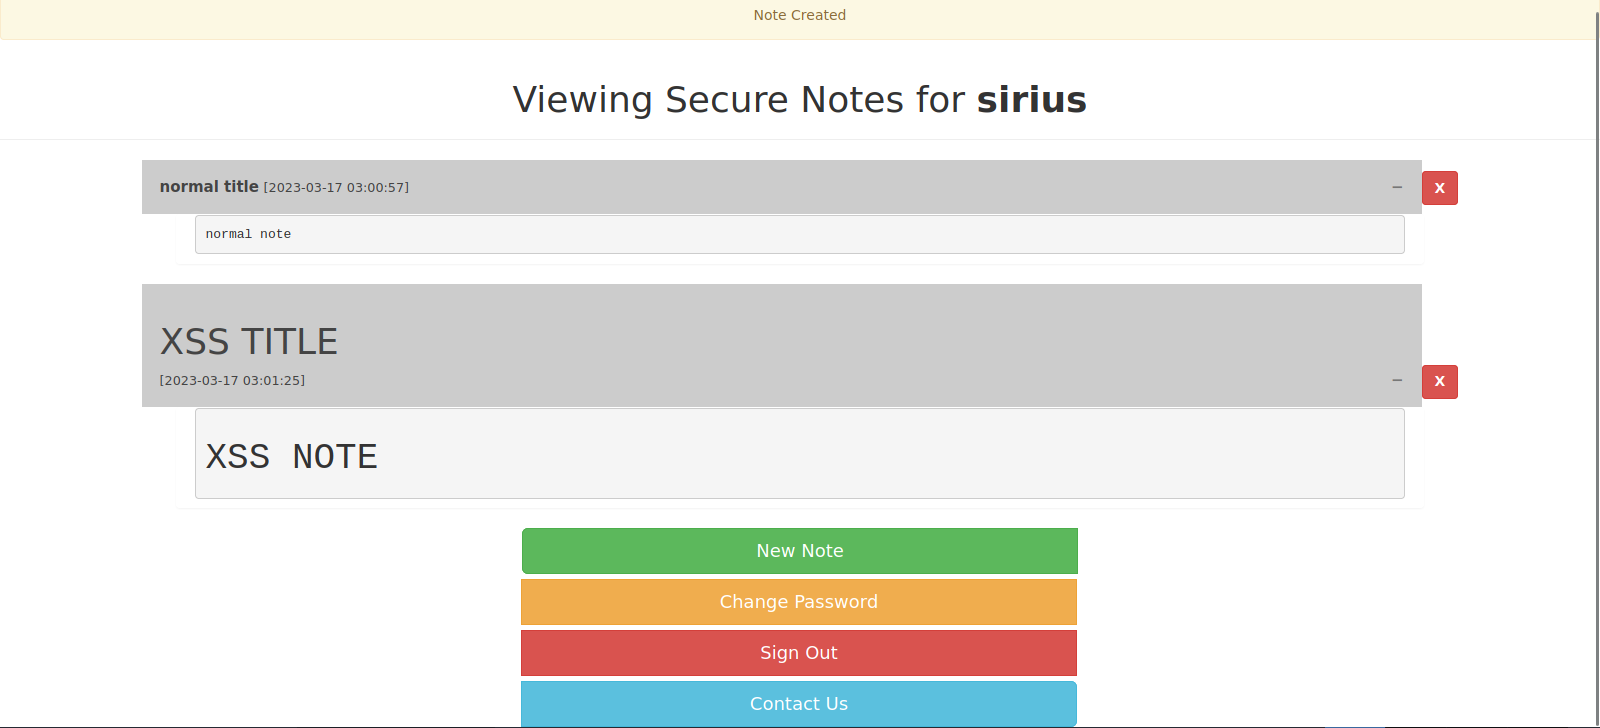 Note Created
Viewing Secure Notes for sirius
normal title [2023-03-17 03:00:57] −
X
normal note
XSS TITLE
[2023-03-17 03:01:25] −
X
XSS NOTE
New Note
Change Password
Sign Out
Contact Us